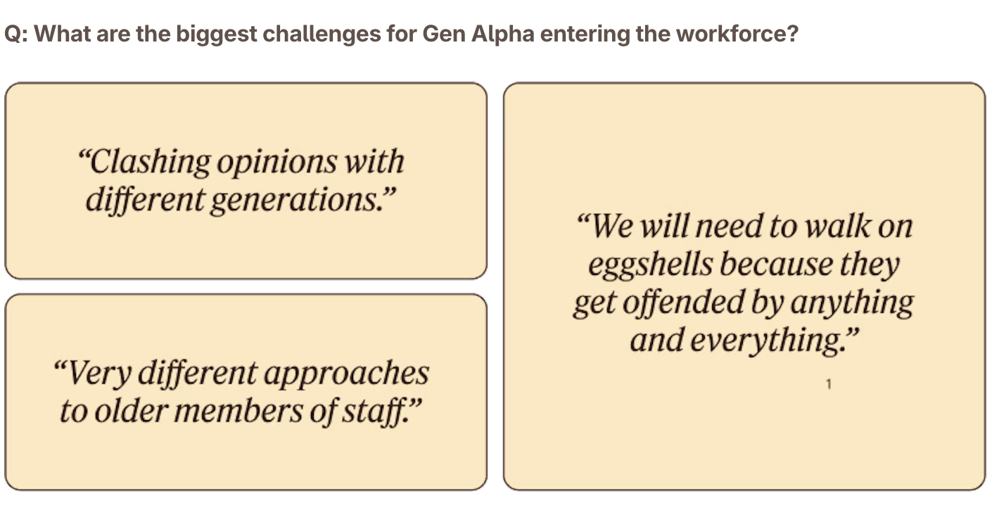 Q: What are the biggest challenges for Gen Alpha entering the workforce?
“Clashing opinions with
different generations.”
“Very different approaches
to older members of staff.”
“We will need to walk on
eggshells because they
get offended by anything
and everything.”
1